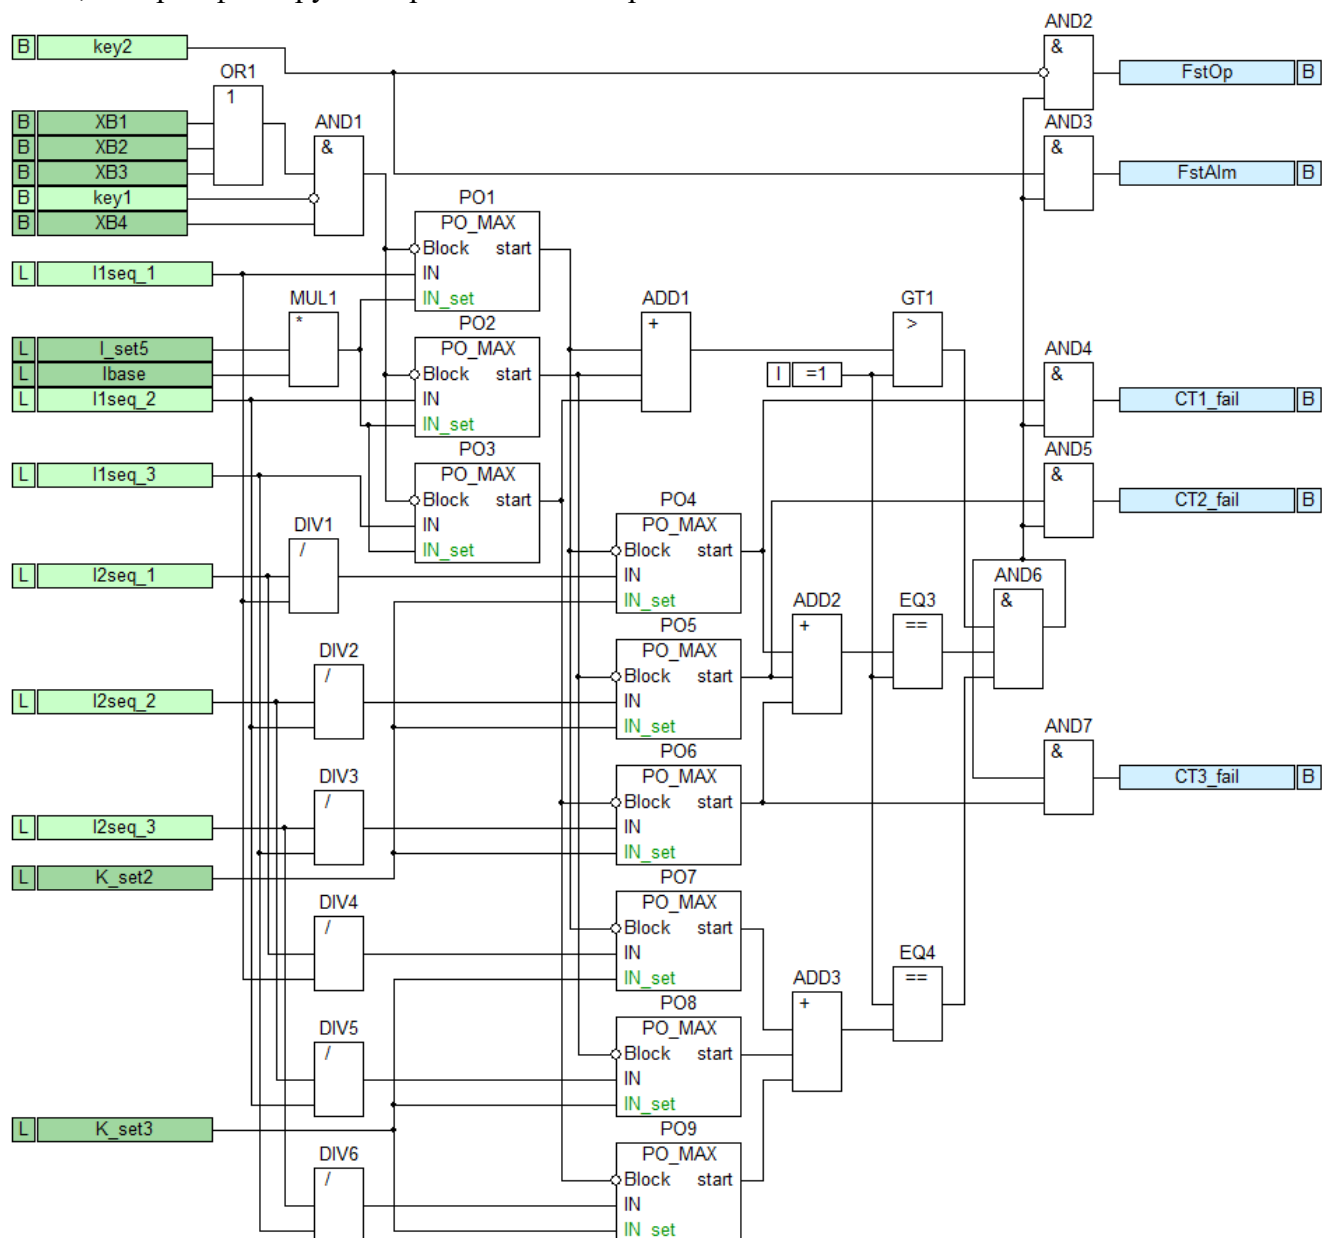 AND2
B key2 &
OR1 FstOp B
1
B XB1 AND1 AND3
B XB2 & &
B XB3 FstAlm B
B key1 PO1
B XB4 PO_MAX
Block start
L I1seq_1 IN
MUL1 IN_set ADD1 GT1
* PO2 + >
L I_set5 PO_MAX AND4
L Ibase Block start I =1 &
L I1seq_2 IN CT1_fail B
IN_set
PO3 AND5
L I1seq_3 PO_MAX &
Block start PO4 CT2_fail B
DIV1 IN PO_MAX
/ IN_set Block start
L I2seq_1 IN AND6
IN_set ADD2 EQ3 &
PO5 + ==
DIV2 PO_MAX
/ Block start
L I2seq_2 IN
IN_set AND7
PO6 &
DIV3 PO_MAX CT3_fail B
/ Block start
L I2seq_3 IN
IN_set
L K_set2 PO7
DIV4 PO_MAX
/ Block start
IN EQ4
IN_set ADD3 ==
PO8 +
DIV5 PO_MAX
/ Block start
IN
IN_set
L K_set3 PO9
DIV6 PO_MAX
/ Block start
IN
IN_set